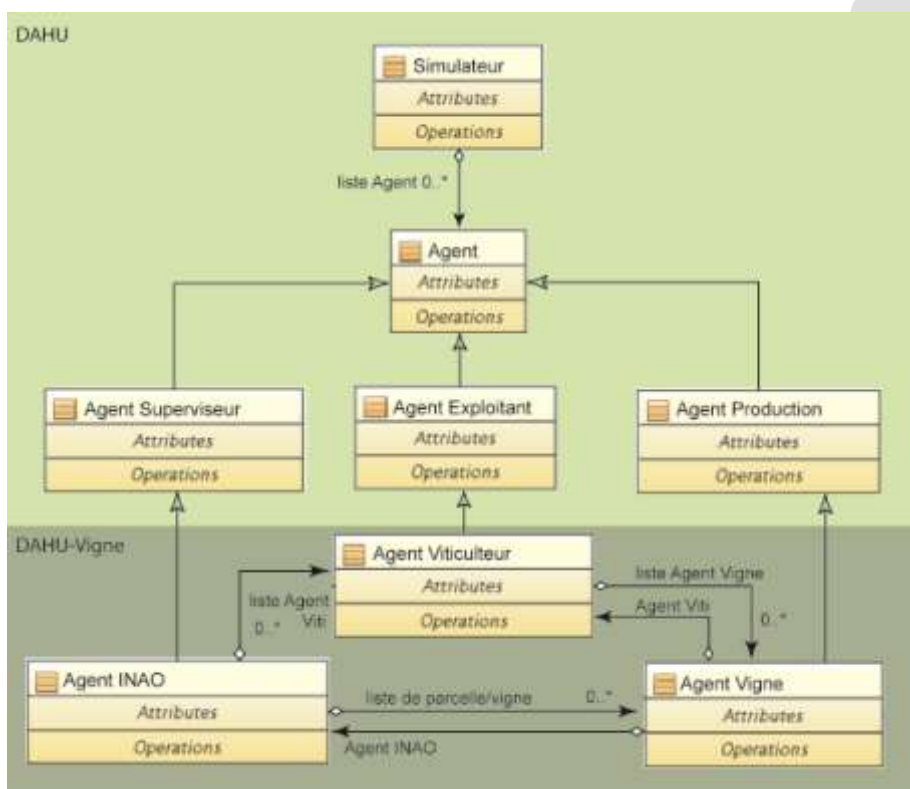 DAHU
Simulateur
Attributes
Operations
liste Agent 0..*
Agent
Attributes
Operations
Agent Superviseur
Attributes
Operations
Agent Exploitant
Attributes
Operations
Agent Production
Attributes
Operations
DAHU-Vigne
Agent Viticulteur
Attributes
Operations
liste Agent
Viti
0..*
liste Agent Vigne
Agent Viti
0..*
Agent INAO
Attributes
Operations
liste de parcelle/vigne 0..*
Agent INAO
Agent Vigne
Attributes
Operations